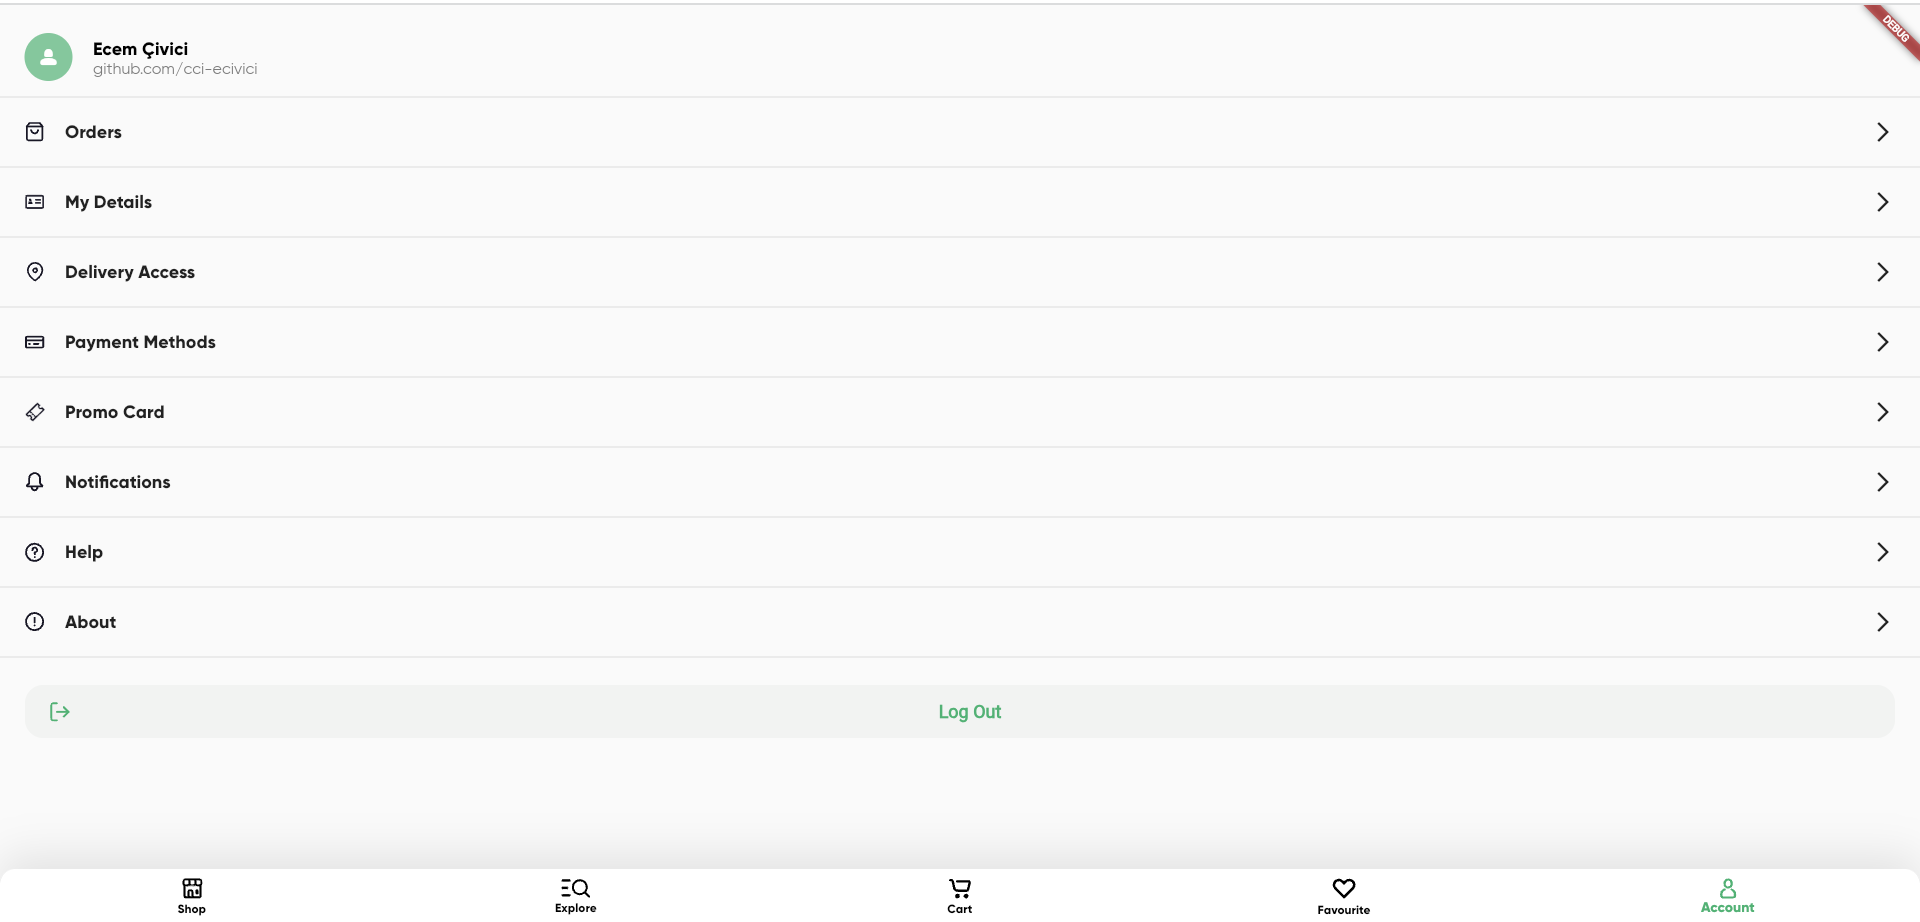 DEBUG
Ecem Çivici
github.com/cci-ecivici
Orders
My Details
Delivery Access
Payment Methods
Promo Card
Notifications
Help
About
Log Out
Shop
Explore
Cart
Favourite
Account